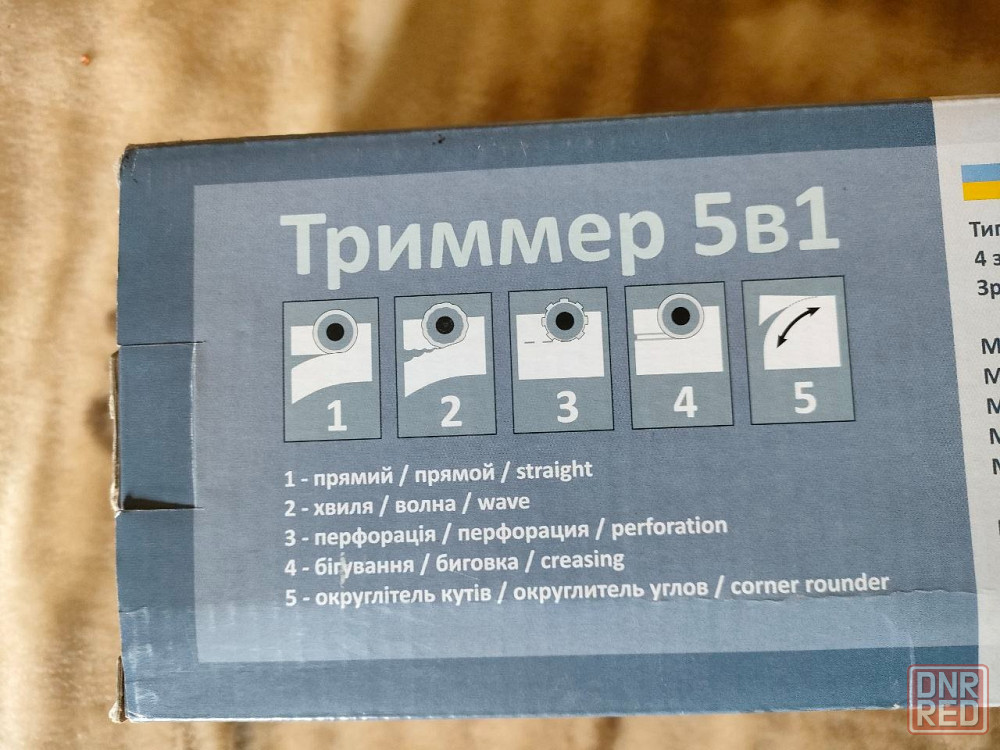 Триммер 5в1
1 2 3 4 5
1 - прямий / прямой / straight
2 - хвиля / волна / wave
3 - перфорація / перфорация / perforation
4 - бігування / биговка / creasing
5 - округлітель кутів / округлитель углов / corner rounder
4
DNR
RED